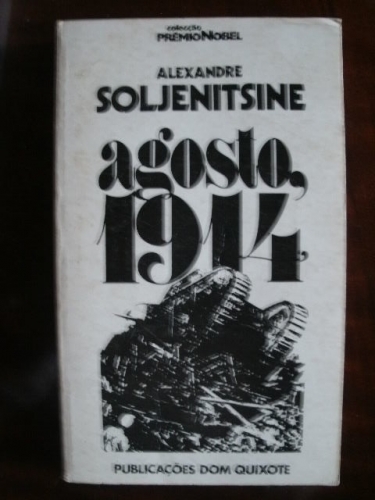 colecção
PRÉMIO NOBEL
ALEXANDRE
SOLJENITSINE
agosto,
1914
PUBLICAÇÕES DOM QUIXOTE